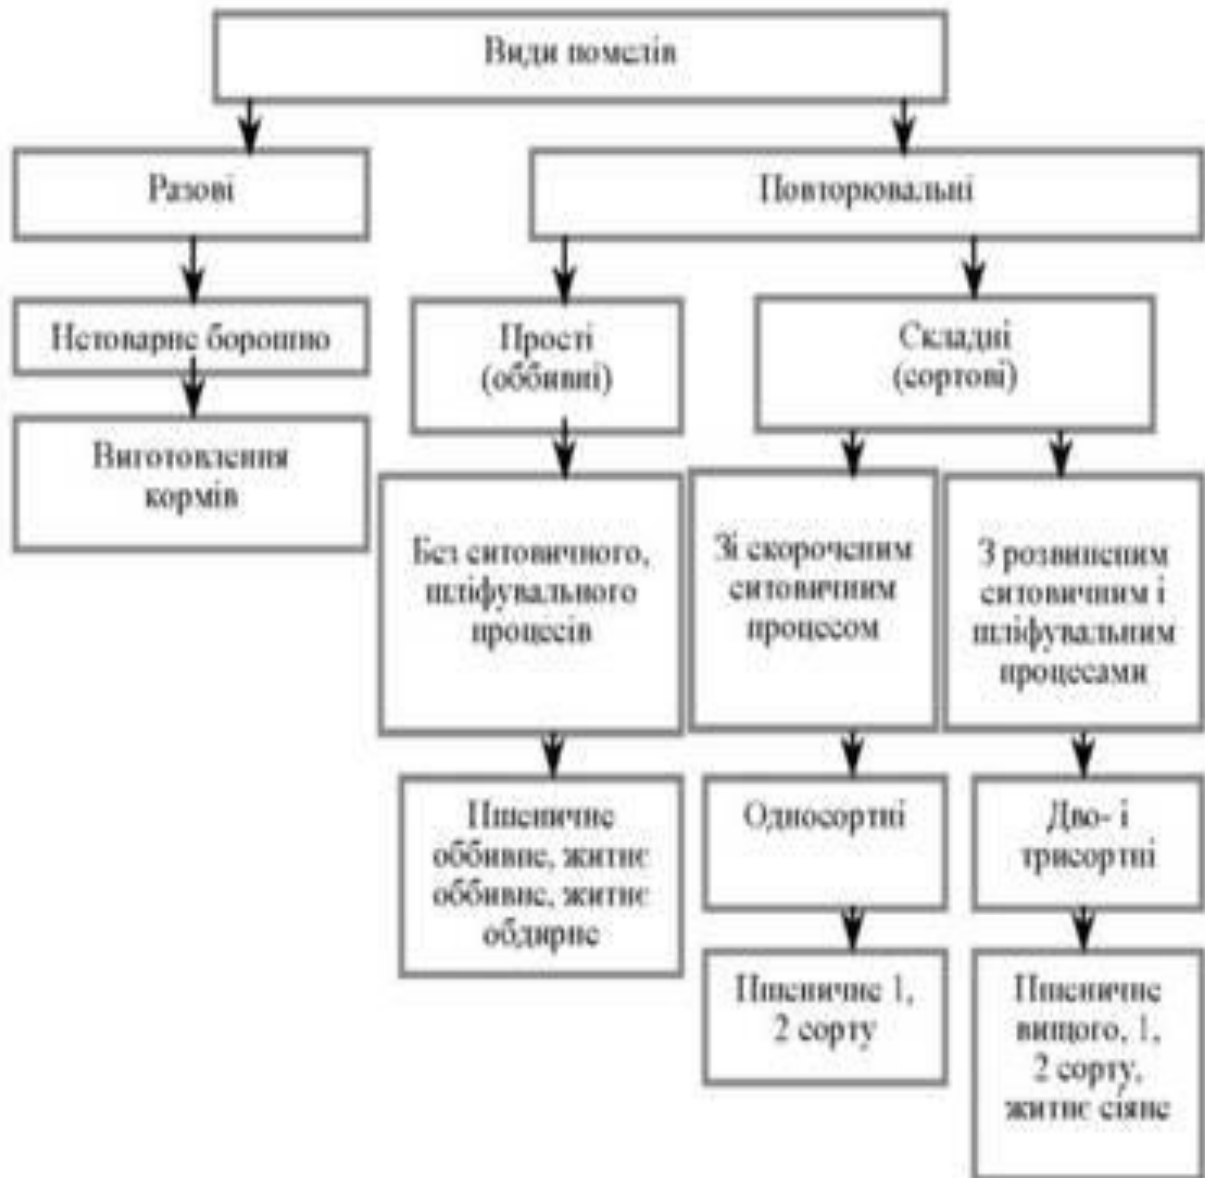 Види помелів
Разові
Повторювальні
Нетоварне борошно
Прості
(оббивні)
Складні
(сортові)
Виготовлення
кормів
Без ситовичного,
шліфувального
процесів
Зі скороченим
ситовичним
процесом
З розвиненим
ситовичним і
шліфувальним
процесами
Пшеничне
оббивне, житнє
оббивне, житнє
обдирне
Односортні
Дво- і
трисортні
Пшеничне 1,
2 сорту
Пшеничне
вищого, 1,
2 сорту,
житнє сіяне